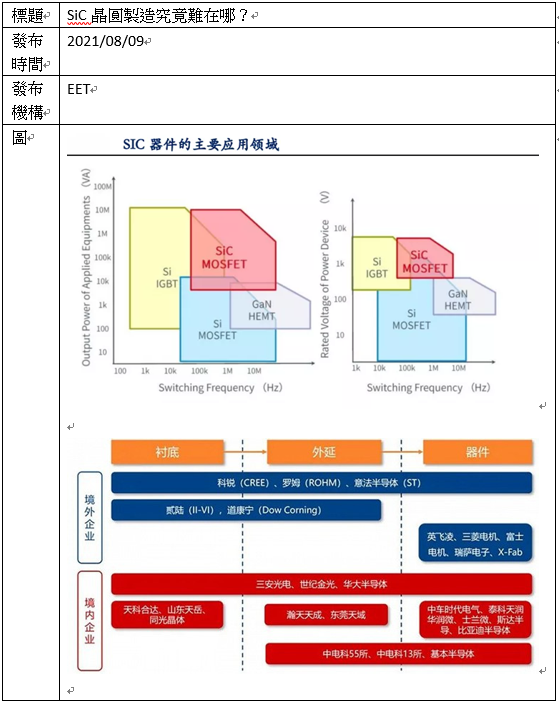 標題
SiC 晶圓製造究竟難在哪？
發布
時間
2021/08/09
發布
機構
EET
圖
SIC 器件的主要应用领域
Output Power of Applied Equipments (VA)
100M
10M
1M
100k
10k
1k
100
10
Si
IGBT
SiC
MOSFET
GaN
HEMT
Si
MOSFET
100 1k 10k 100k 1M 10M
Switching Frequency （Hz）
Rated Voltage of Power Device （V）
10k
1k
100
10
Si
IGBT
SiC
MOSFET
GaN
HEMT
Si
MOSFET
1k 10k 100k 1M 10M
Switching Frequency （Hz）
衬底
外延
器件
境外企业
科锐（CREE）、罗姆（ROHM）、意法半导体（ST）
贰陆（II-VI），道康宁（Dow Corning）
英飞凌、三菱电机、富士
电机、瑞萨电子、X-Fab
境内企业
三安光电、世纪金光、华大半导体
天科合达、山东天岳、
同光晶体
瀚天天成、东莞天域
中车时代电气、泰科天润
华润微、士兰微、斯达半
导、比亚迪半导体
中电科55所、中电科13所、基本半导体